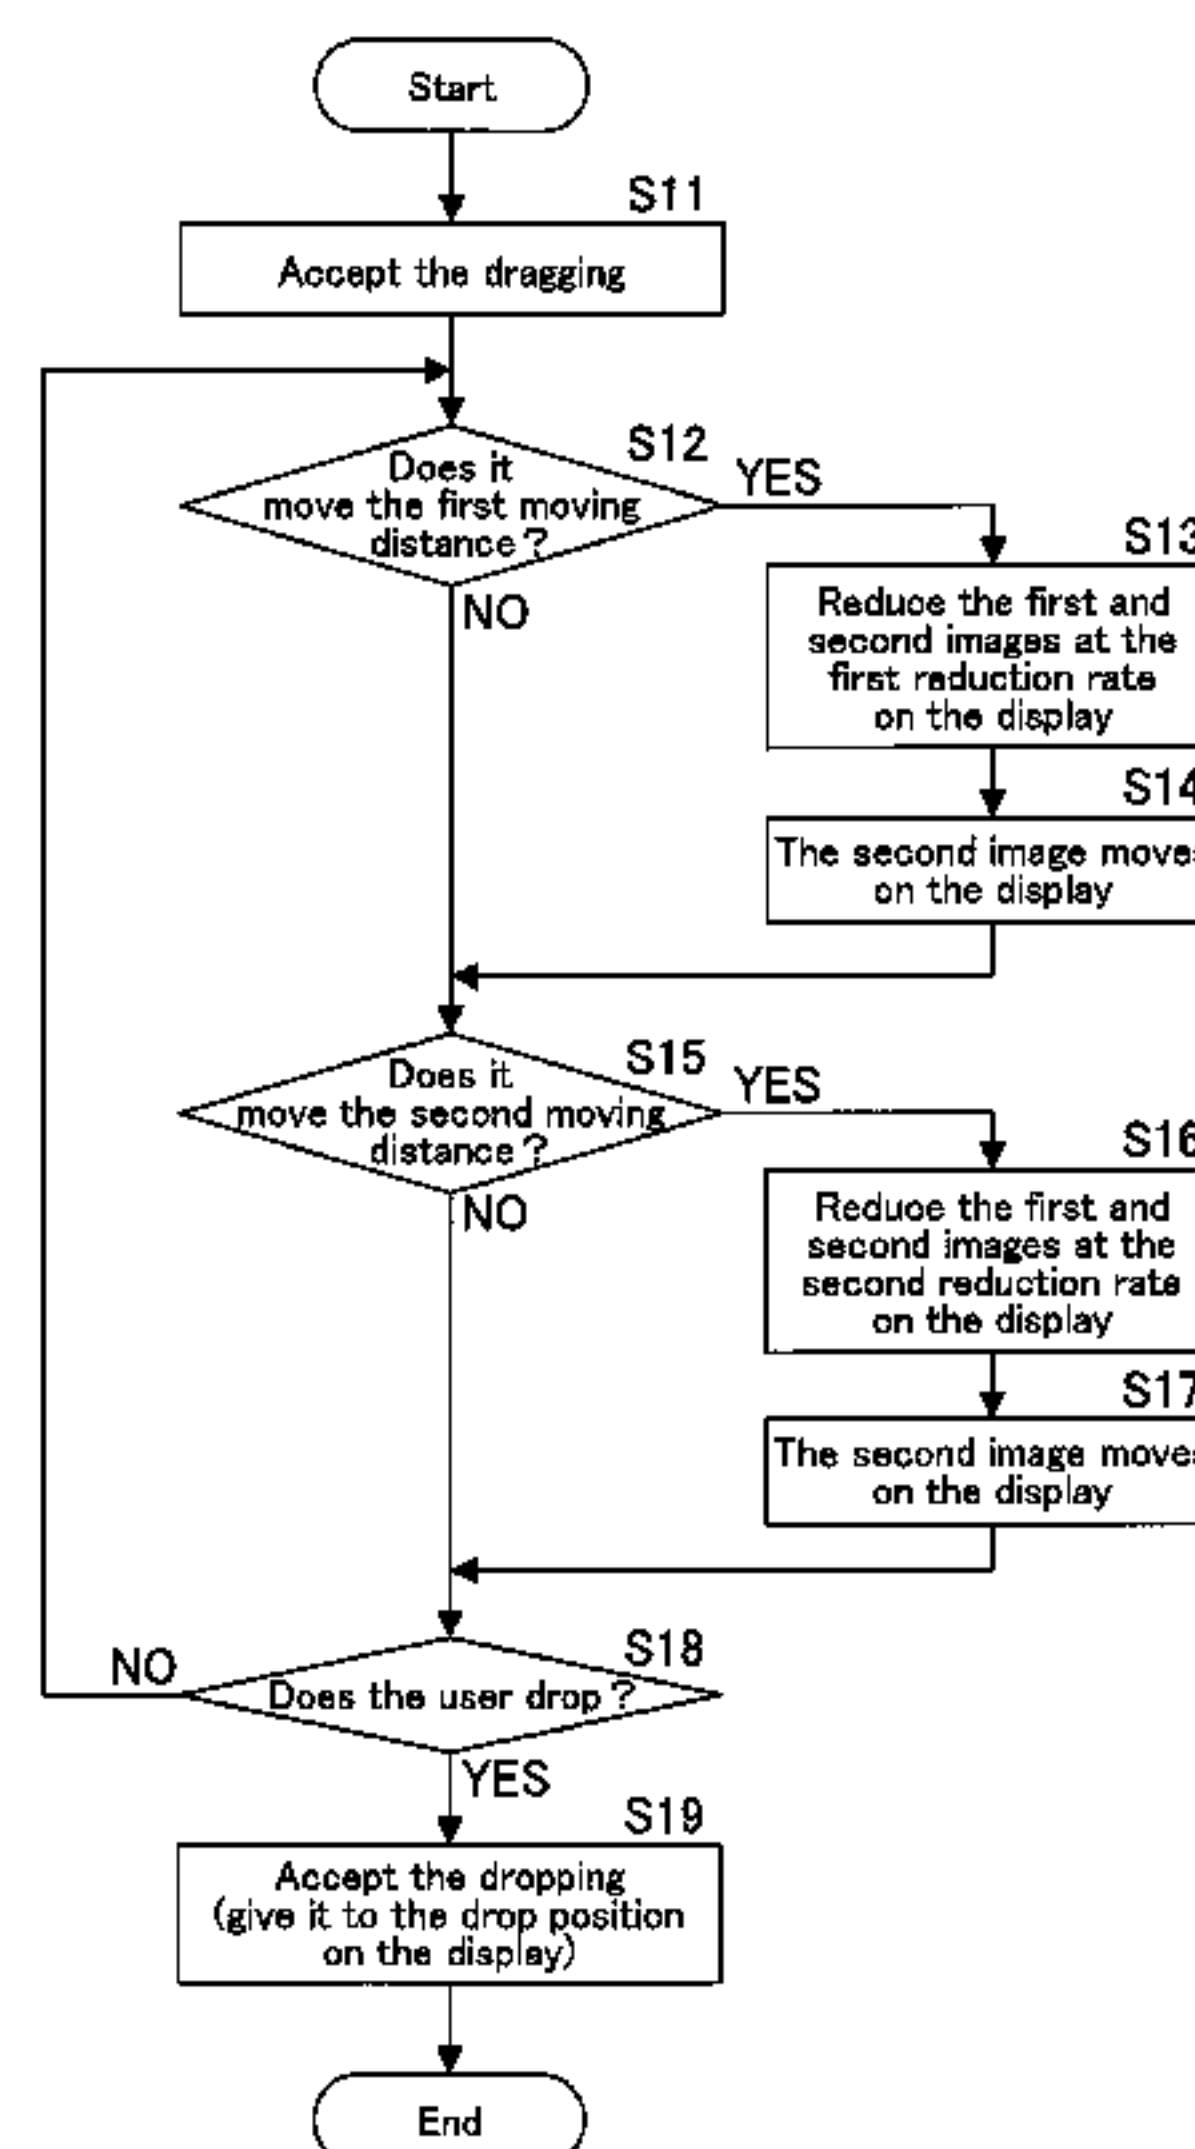 Start
S11
Accept the dragging
S12
Does it
move the first moving
distance?
YES
NO
S13
Reduce the first and
second images at the
first reduction rate
on the display
S14
The second image moves
on the display
S15
Does it
move the second moving
distance?
YES
NO
S16
Reduce the first and
second images at the
second reduction rate
on the display
S17
The second image moves
on the display
S18
Does the user drop?
NO
YES
S19
Accept the dropping
(give it to the drop position
on the display)
End